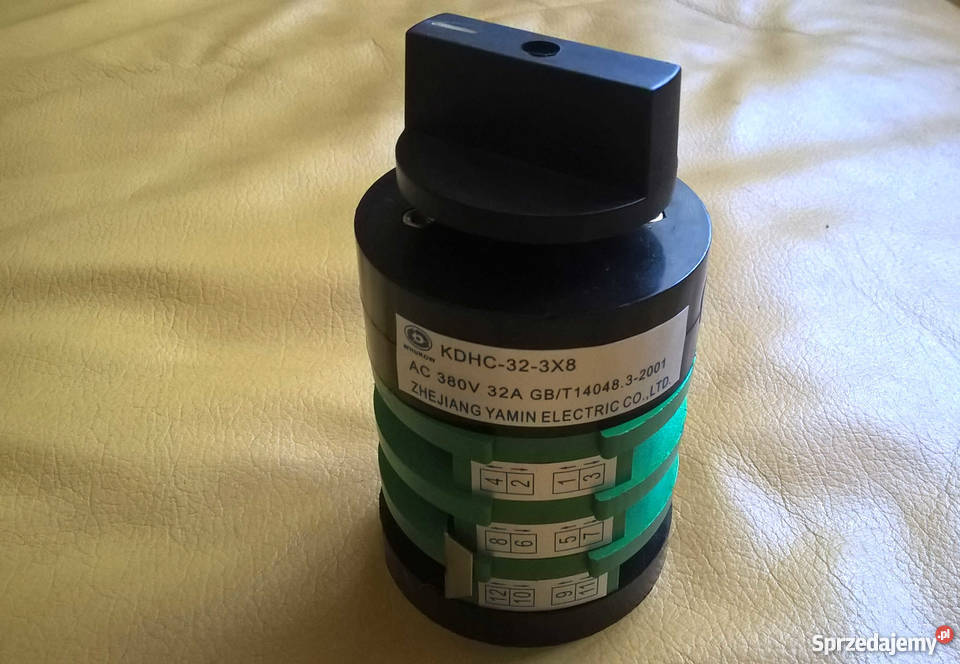 WHUKOW
KDHC-32-3X8
AC 380V 32A GB/T14048.3-2001
ZHEJIANG YAMIN ELECTRIC CO.,LTD.
4 2 1 3
8 6 5 7
12 10 9 11
Sprzedajemy.pl